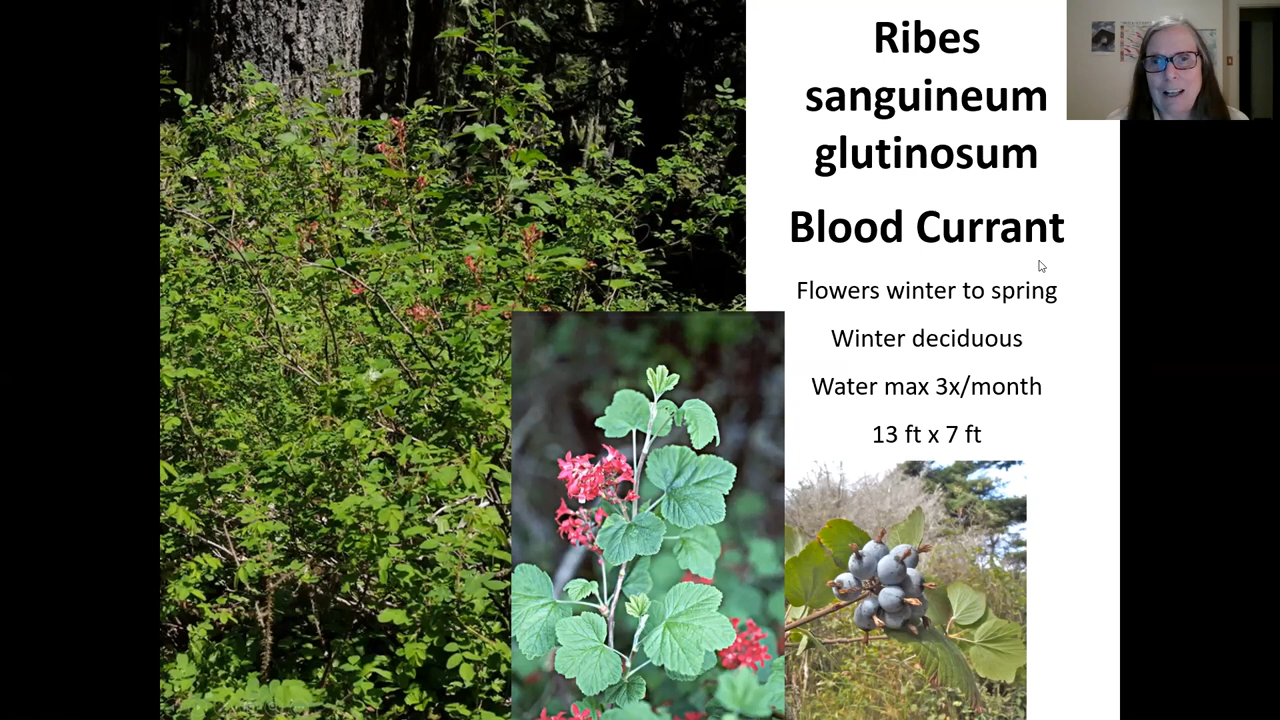 Ribes
sanguineum
glutinosum
Blood Currant
Flowers winter to spring
Winter deciduous
Water max 3x/month
13 ft x 7 ft